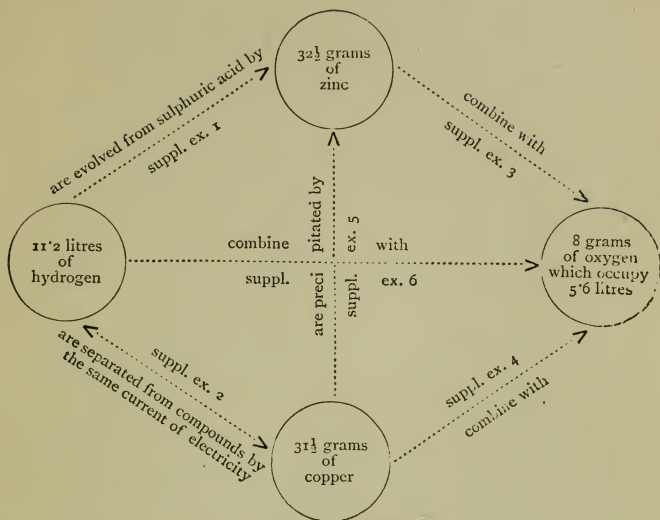 32½ grams
of
zinc
are evolved from sulphuric acid by
suppl. ex. 1
combine with
suppl. ex. 3
11·2 litres
of
hydrogen
combine
with
suppl.
ex. 6
are preci pitated by
suppl. ex. 5
8 grams
of oxygen
which occupy
5·6 litres
suppl. ex. 2
are separated from compounds by
the same current of electricity
suppl. ex. 4
combine with
31½ grams
of
copper